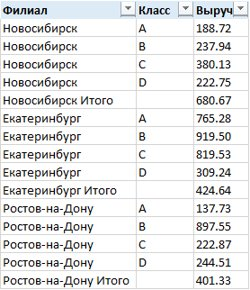 Филиал Класс Выруч
Новосибирск A 188.72
Новосибирск B 237.94
Новосибирск C 380.13
Новосибирск D 222.75
Новосибирск Итого 680.67
Екатеринбург A 765.28
Екатеринбург B 919.50
Екатеринбург C 819.53
Екатеринбург D 309.24
Екатеринбург Итого 424.64
Ростов-на-Дону A 137.73
Ростов-на-Дону B 897.55
Ростов-на-Дону C 222.87
Ростов-на-Дону D 244.51
Ростов-на-Дону Итого 401.33